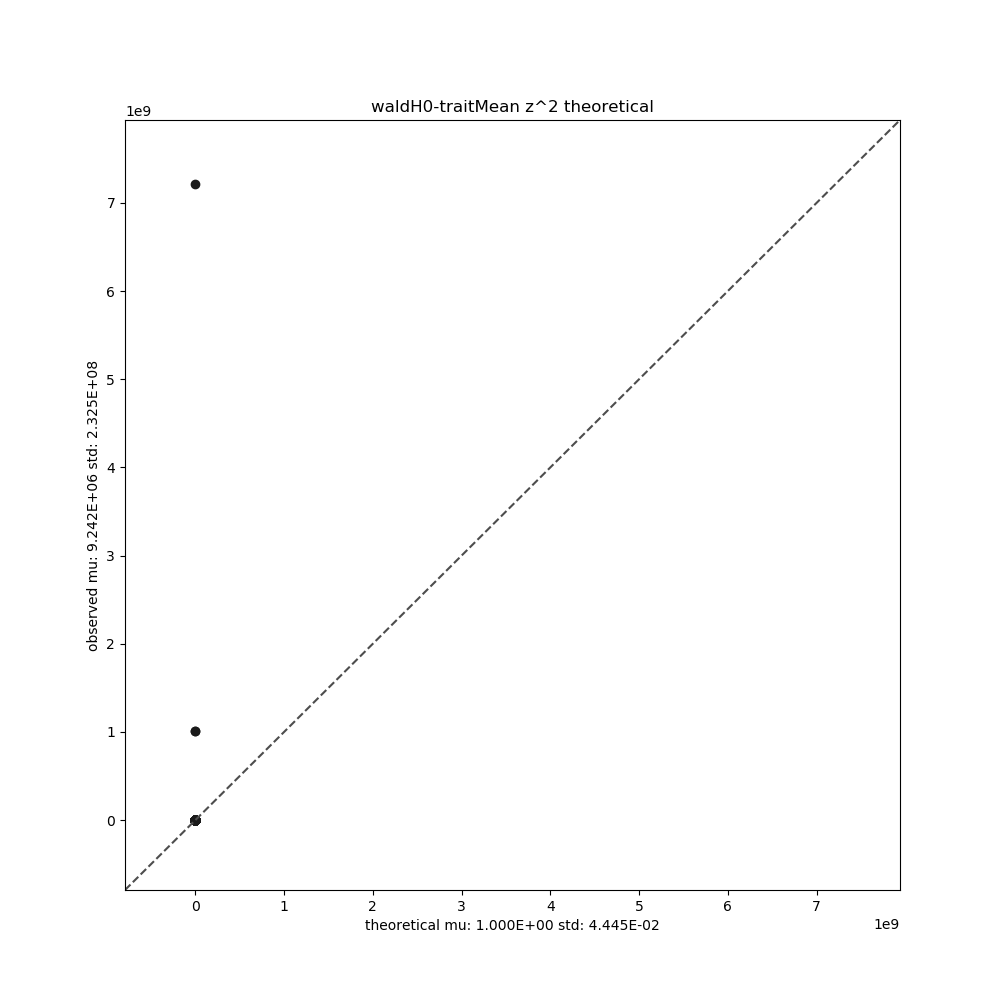 waldH0-traitMean z^2 theoretical
1e9
7
6
5
4
3
2
1
0
observed mu: 9.242E+06 std: 2.325E+08
0 1 2 3 4 5 6 7
1e9
theoretical mu: 1.000E+00 std: 4.445E-02